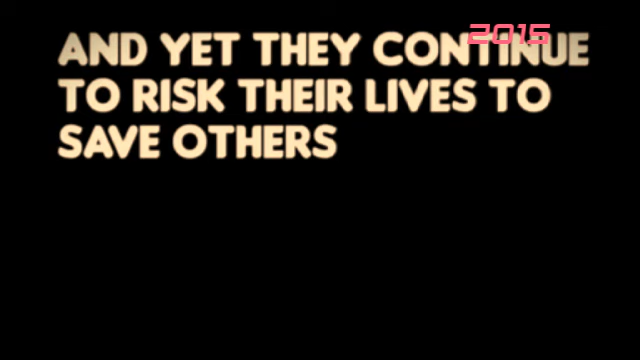 2015
AND YET THEY CONTINUE
TO RISK THEIR LIVES TO
SAVE OTHERS